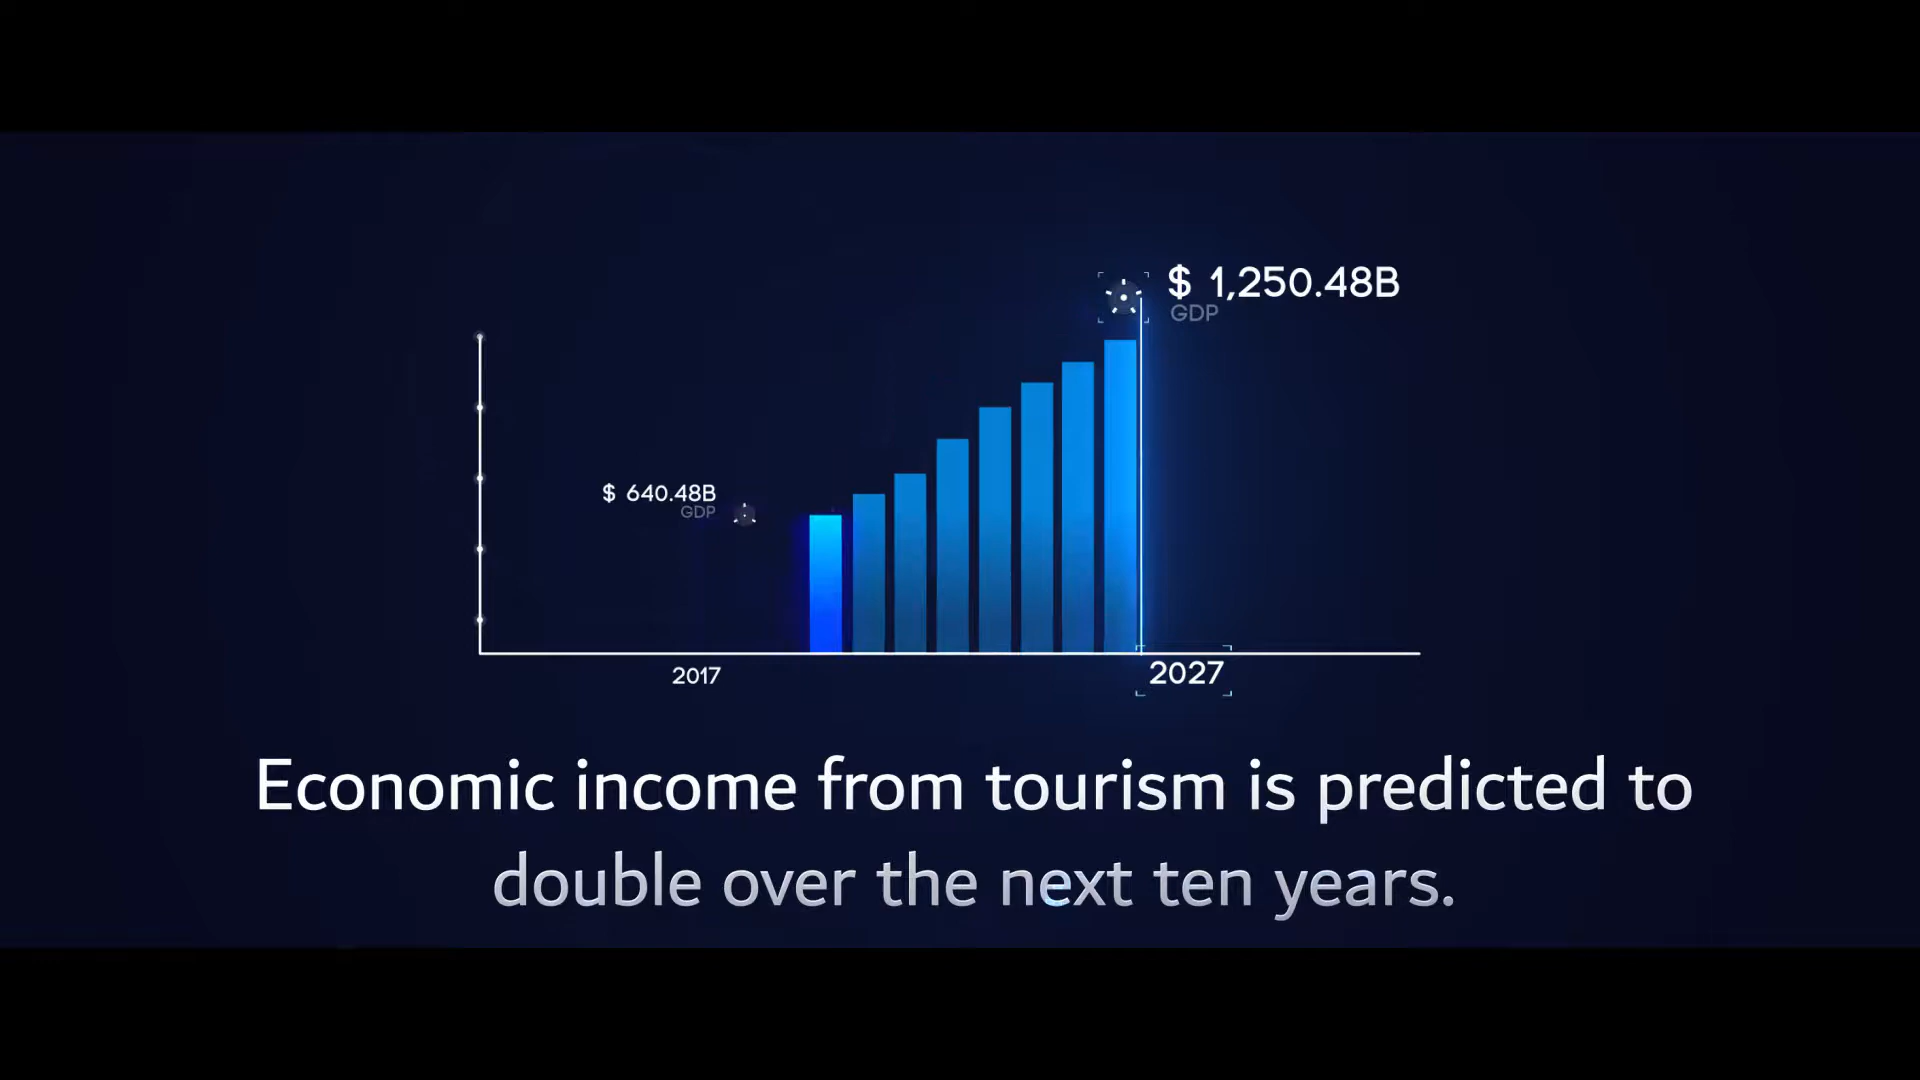 $ 1,250.48B
GDP
$ 640.48B
GDP
2017
2027
Economic income from tourism is predicted to
double over the next ten years.